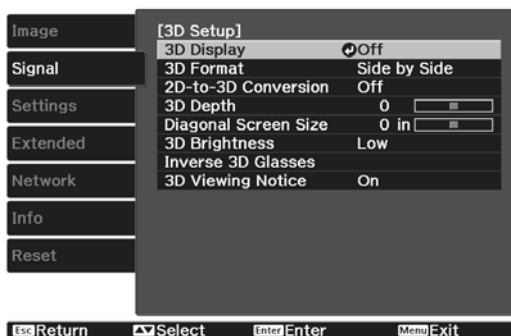 Image
Signal
Settings
Extended
Network
Info
Reset
[3D Setup]
3D Display Off
3D Format Side by Side
2D-to-3D Conversion Off
3D Depth 0
Diagonal Screen Size 0 in
3D Brightness Low
Inverse 3D Glasses
3D Viewing Notice On
Esc Return Select Enter Enter Menu Exit